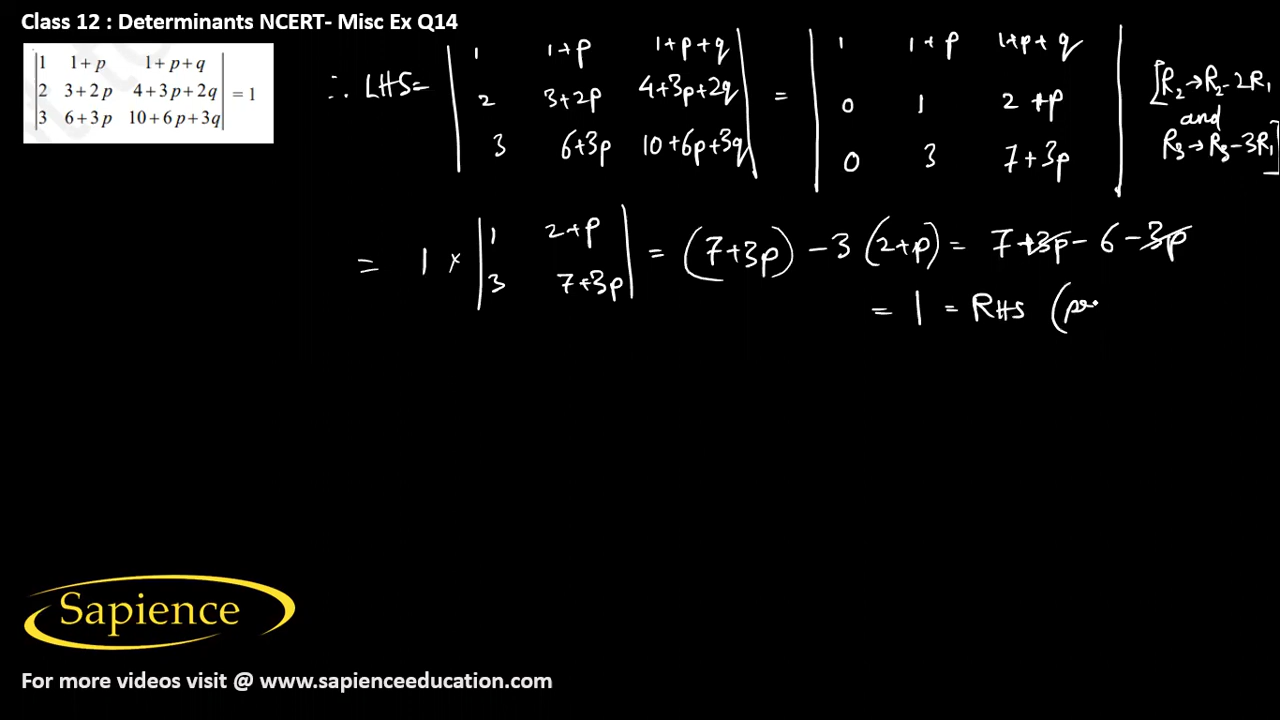 Class 12 : Determinants NCERT- Misc Ex Q14
|1 1+p 1+p+q|
|2 3+2p 4+3p+2q| = 1
|3 6+3p 10+6p+3q|
∴ LHS= |1 1+p 1+p+q| = |1 1+p 1+p+q| [R₂→R₂-2R₁
|2 3+2p 4+3p+2q| |0 1 2+p| and
|3 6+3p 10+6p+3q| |0 3 7+3p| R₃→R₃-3R₁]
= 1 × |1 2+p| = (7+3p) - 3(2+p) = 7+3p - 6 - 3p
|3 7+3p|
= 1 = RHS (
Sapience
For more videos visit @ www.sapienceeducation.com